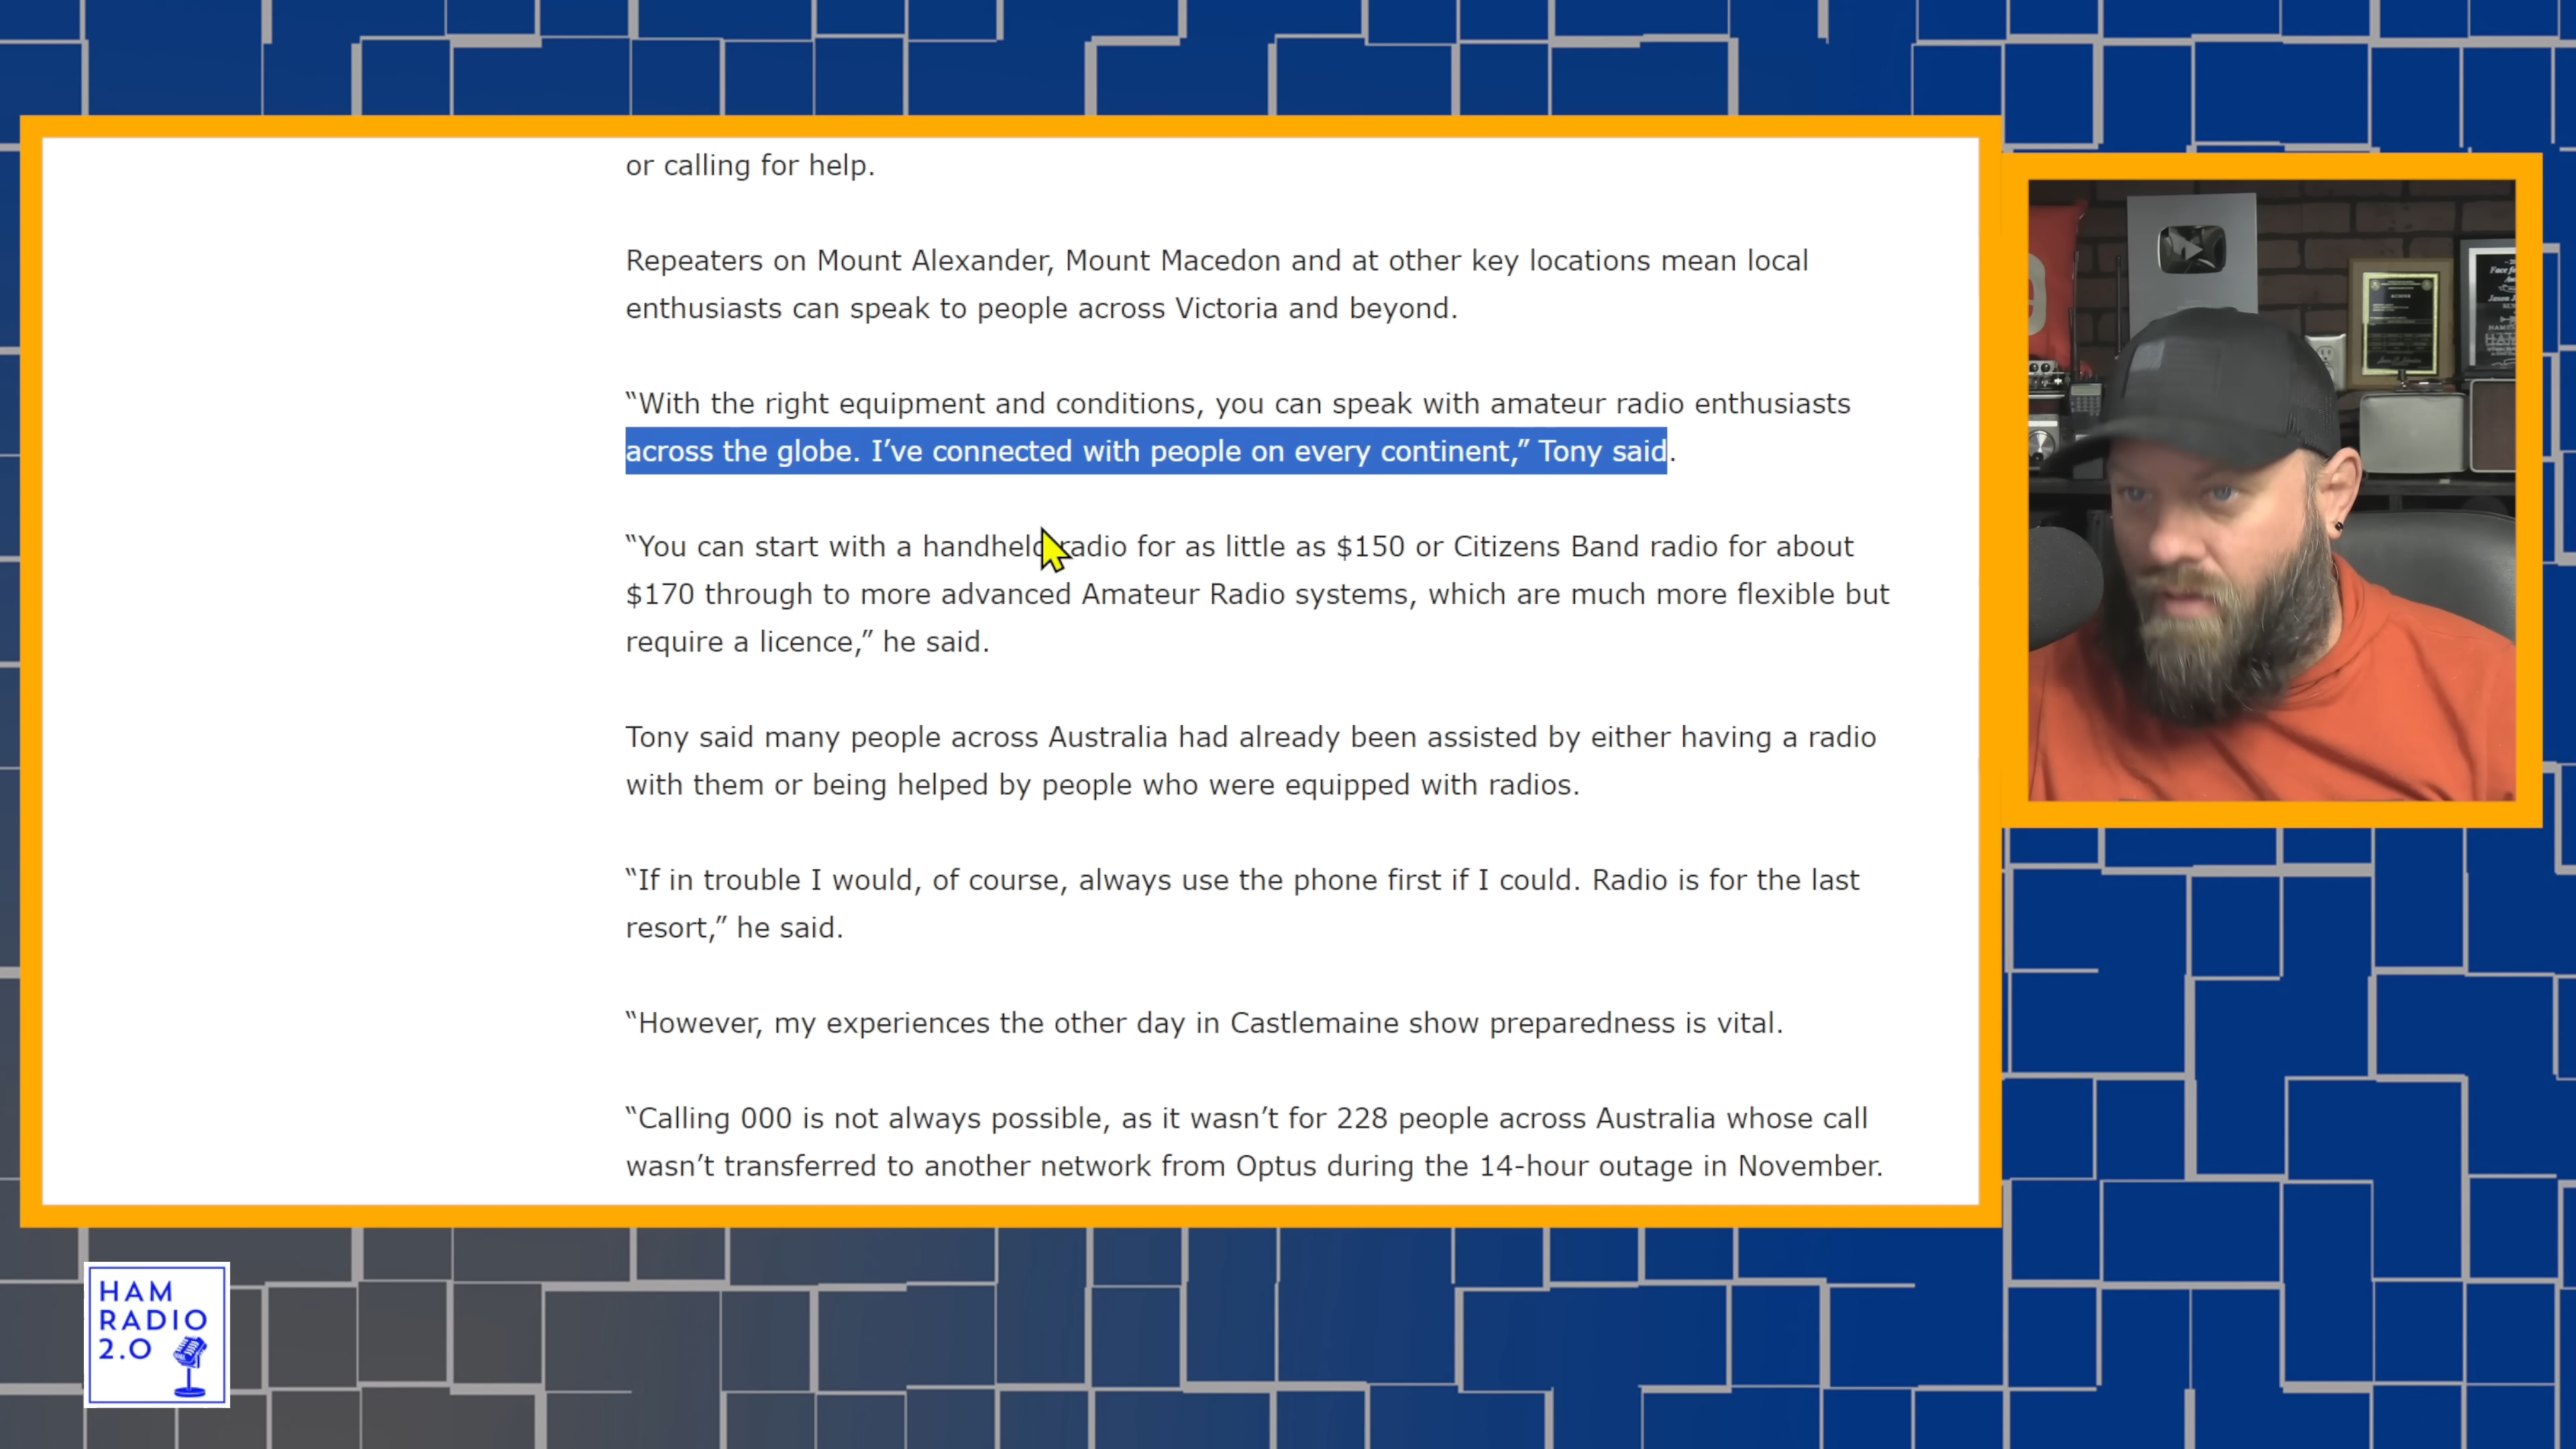 or calling for help.
Repeaters on Mount Alexander, Mount Macedon and at other key locations mean local
enthusiasts can speak to people across Victoria and beyond.
“With the right equipment and conditions, you can speak with amateur radio enthusiasts
across the globe. I’ve connected with people on every continent,” Tony said.
“You can start with a handheld radio for as little as $150 or Citizens Band radio for about
$170 through to more advanced Amateur Radio systems, which are much more flexible but
require a licence,” he said.
Tony said many people across Australia had already been assisted by either having a radio
with them or being helped by people who were equipped with radios.
“If in trouble I would, of course, always use the phone first if I could. Radio is for the last
resort,” he said.
“However, my experiences the other day in Castlemaine show preparedness is vital.
“Calling 000 is not always possible, as it wasn’t for 228 people across Australia whose call
wasn’t transferred to another network from Optus during the 14-hour outage in November.
HAM
RADIO
2.0